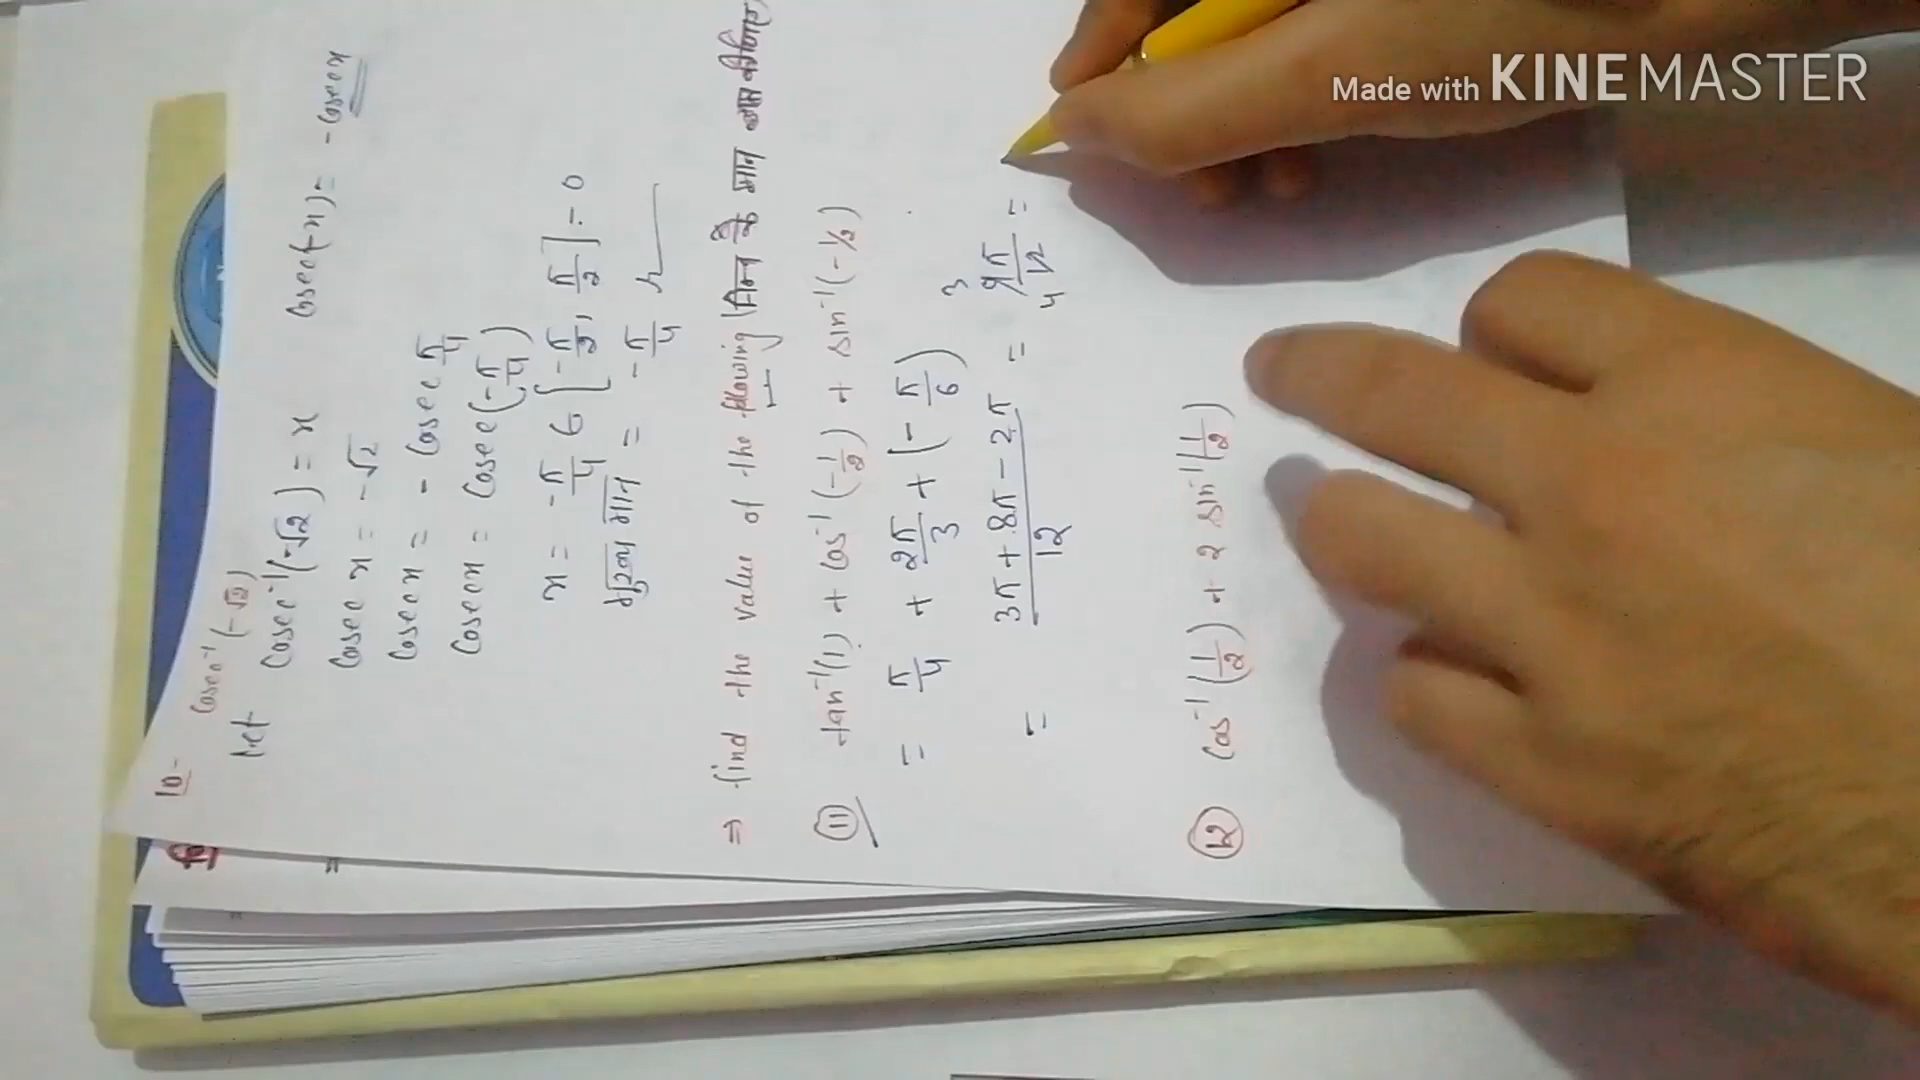 Made with KINEMASTER
10- Cosec⁻¹(-√2)
let
Cosec⁻¹(-√2) = x Cosec(-x) = - Cosecx
Cosec x = -√2
Cosecx = - Cosec π/4
Cosecx = Cosec(-π/4)
x = -π/4 ∈ [-π/2, π/2] = 0
मुख्य मान = -π/4
⇒ find the value of the following निम्न के मान
(11) tan⁻¹(1) + Cos⁻¹(-1/2) + sin⁻¹(-1/2)
= π/4 + 2π/3 + (-π/6)
= 3π + 8π - 2π / 12 = 9π/12 =
3
4
(12) Cos⁻¹(1/2) + 2 sin⁻¹(1/2)